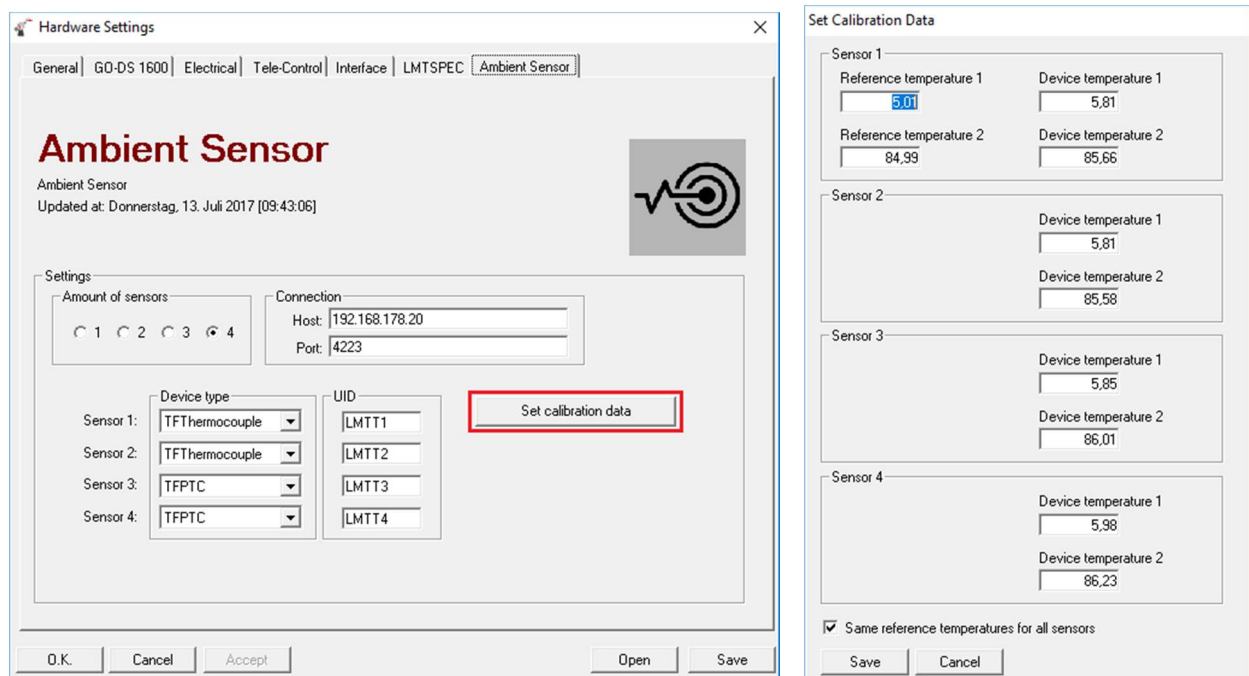 Hardware Settings
General GO-DS 1600 Electrical Tele-Control Interface LMTSPEC Ambient Sensor
Ambient Sensor
Ambient Sensor
Updated at: Donnerstag, 13. Juli 2017 [09:43:06]
Settings
Amount of sensors
1 2 3 4
Connection
Host: 192.168.178.20
Port: 4223
Device type UID
Sensor 1: TFThermocouple LMTT1
Sensor 2: TFThermocouple LMTT2
Sensor 3: TFPTC LMTT3
Sensor 4: TFPTC LMTT4
Set calibration data
O.K. Cancel Accept Open Save
Set Calibration Data
Sensor 1
Reference temperature 1 Device temperature 1
5,01 5,81
Reference temperature 2 Device temperature 2
84,99 85,66
Sensor 2
Device temperature 1
5,81
Device temperature 2
85,58
Sensor 3
Device temperature 1
5,85
Device temperature 2
86,01
Sensor 4
Device temperature 1
5,98
Device temperature 2
86,23
Same reference temperatures for all sensors
Save Cancel